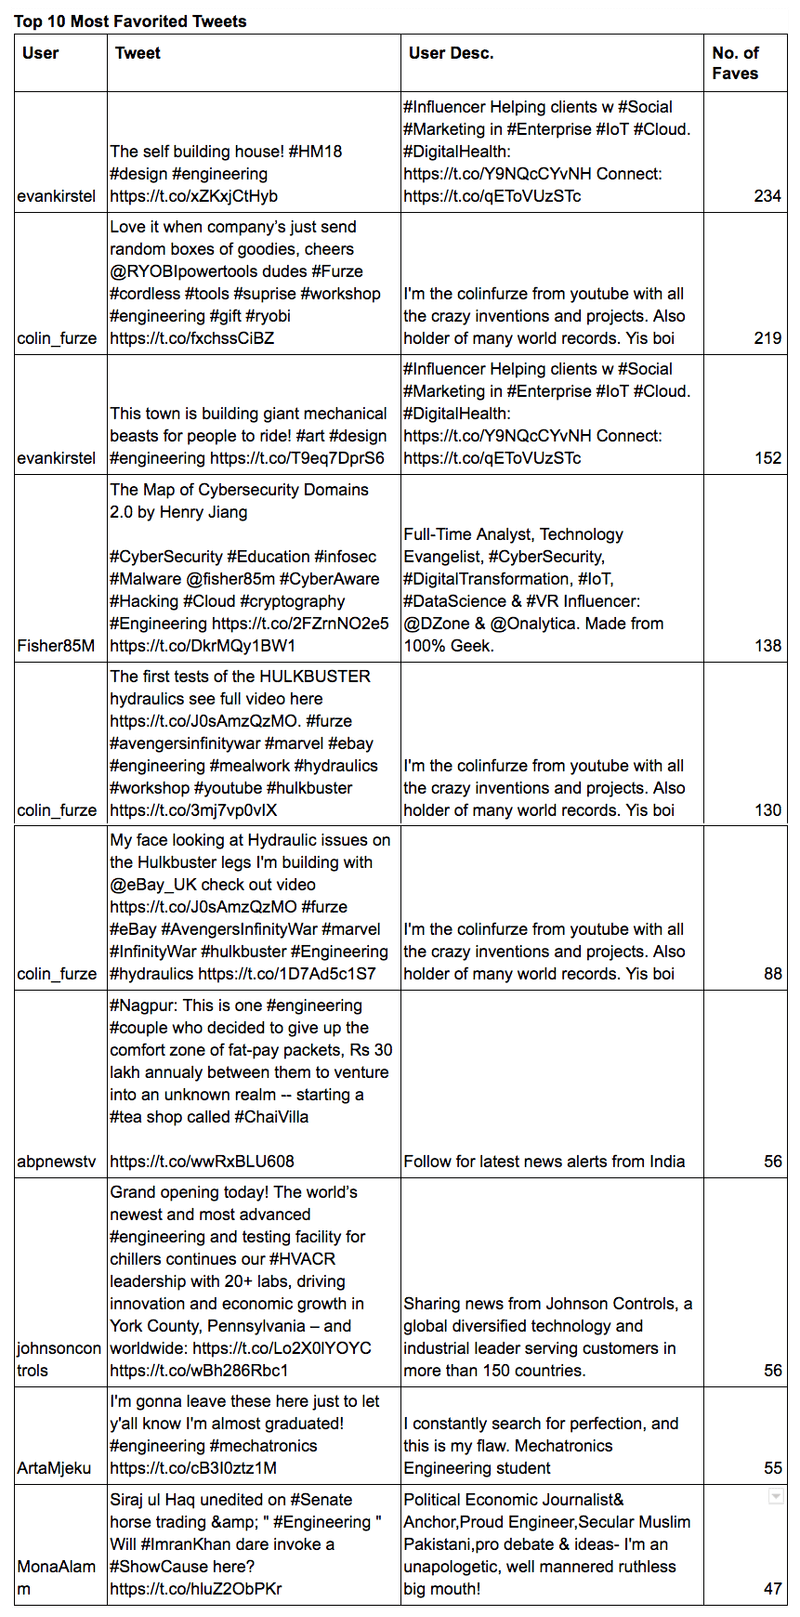 Top 10 Most Favorited Tweets
User
Tweet
User Desc.
No. of
Faves
evankirstel
The self building house! #HM18
#design #engineering
https://t.co/xZKxjCtHyb
#Influencer Helping clients w #Social
#Marketing in #Enterprise #IoT #Cloud.
#DigitalHealth:
https://t.co/Y9NQcCYvNH Connect:
https://t.co/qEToVUzSTc
234
colin_furze
Love it when company's just send
random boxes of goodies, cheers
@RYOBIpowertools dudes #Furze
#cordless #tools #suprise #workshop
#engineering #gift #ryobi
https://t.co/fxchssCiBZ
I'm the colinfurze from youtube with all
the crazy inventions and projects. Also
holder of many world records. Yis boi
219
evankirstel
This town is building giant mechanical
beasts for people to ride! #art #design
#engineering https://t.co/T9eq7DprS6
#Influencer Helping clients w #Social
#Marketing in #Enterprise #IoT #Cloud.
#DigitalHealth:
https://t.co/Y9NQcCYvNH Connect:
https://t.co/qEToVUzSTc
152
Fisher85M
The Map of Cybersecurity Domains
2.0 by Henry Jiang
#CyberSecurity #Education #infosec
#Malware @fisher85m #CyberAware
#Hacking #Cloud #cryptography
#Engineering https://t.co/2FZrnNO2e5
https://t.co/DkrMQy1BW1
Full-Time Analyst, Technology
Evangelist, #CyberSecurity,
#DigitalTransformation, #IoT,
#DataScience & #VR Influencer:
@DZone & @Onalytica. Made from
100% Geek.
138
colin_furze
The first tests of the HULKBUSTER
hydraulics see full video here
https://t.co/J0sAmzQzMO. #furze
#avengersinfinitywar #marvel #ebay
#engineering #mealwork #hydraulics
#workshop #youtube #hulkbuster
https://t.co/3mj7vp0vIX
I'm the colinfurze from youtube with all
the crazy inventions and projects. Also
holder of many world records. Yis boi
130
colin_furze
My face looking at Hydraulic issues on
the Hulkbuster legs I'm building with
@eBay_UK check out video
https://t.co/J0sAmzQzMO #furze
#eBay #AvengersInfinityWar #marvel
#InfinityWar #hulkbuster #Engineering
#hydraulics https://t.co/1D7Ad5c1S7
I'm the colinfurze from youtube with all
the crazy inventions and projects. Also
holder of many world records. Yis boi
88
abpnewstv
#Nagpur: This is one #engineering
#couple who decided to give up the
comfort zone of fat-pay packets, Rs 30
lakh annualy between them to venture
into an unknown realm -- starting a
#tea shop called #ChaiVilla
https://t.co/wwRxBLU608
Follow for latest news alerts from India
56
johnsoncon
trols
Grand opening today! The world's
newest and most advanced
#engineering and testing facility for
chillers continues our #HVACR
leadership with 20+ labs, driving
innovation and economic growth in
York County, Pennsylvania – and
worldwide: https://t.co/Lo2X0lYOYC
https://t.co/wBh286Rbc1
Sharing news from Johnson Controls, a
global diversified technology and
industrial leader serving customers in
more than 150 countries.
56
ArtaMjeku
I'm gonna leave these here just to let
y'all know I'm almost graduated!
#engineering #mechatronics
https://t.co/cB3I0ztz1M
I constantly search for perfection, and
this is my flaw. Mechatronics
Engineering student
55
MonaAlam
m
Siraj ul Haq unedited on #Senate
horse trading &amp; " #Engineering "
Will #ImranKhan dare invoke a
#ShowCause here?
https://t.co/hluZ2ObPKr
Political Economic Journalist&
Anchor,Proud Engineer,Secular Muslim
Pakistani,pro debate & ideas- I'm an
unapologetic, well mannered ruthless
big mouth!
47